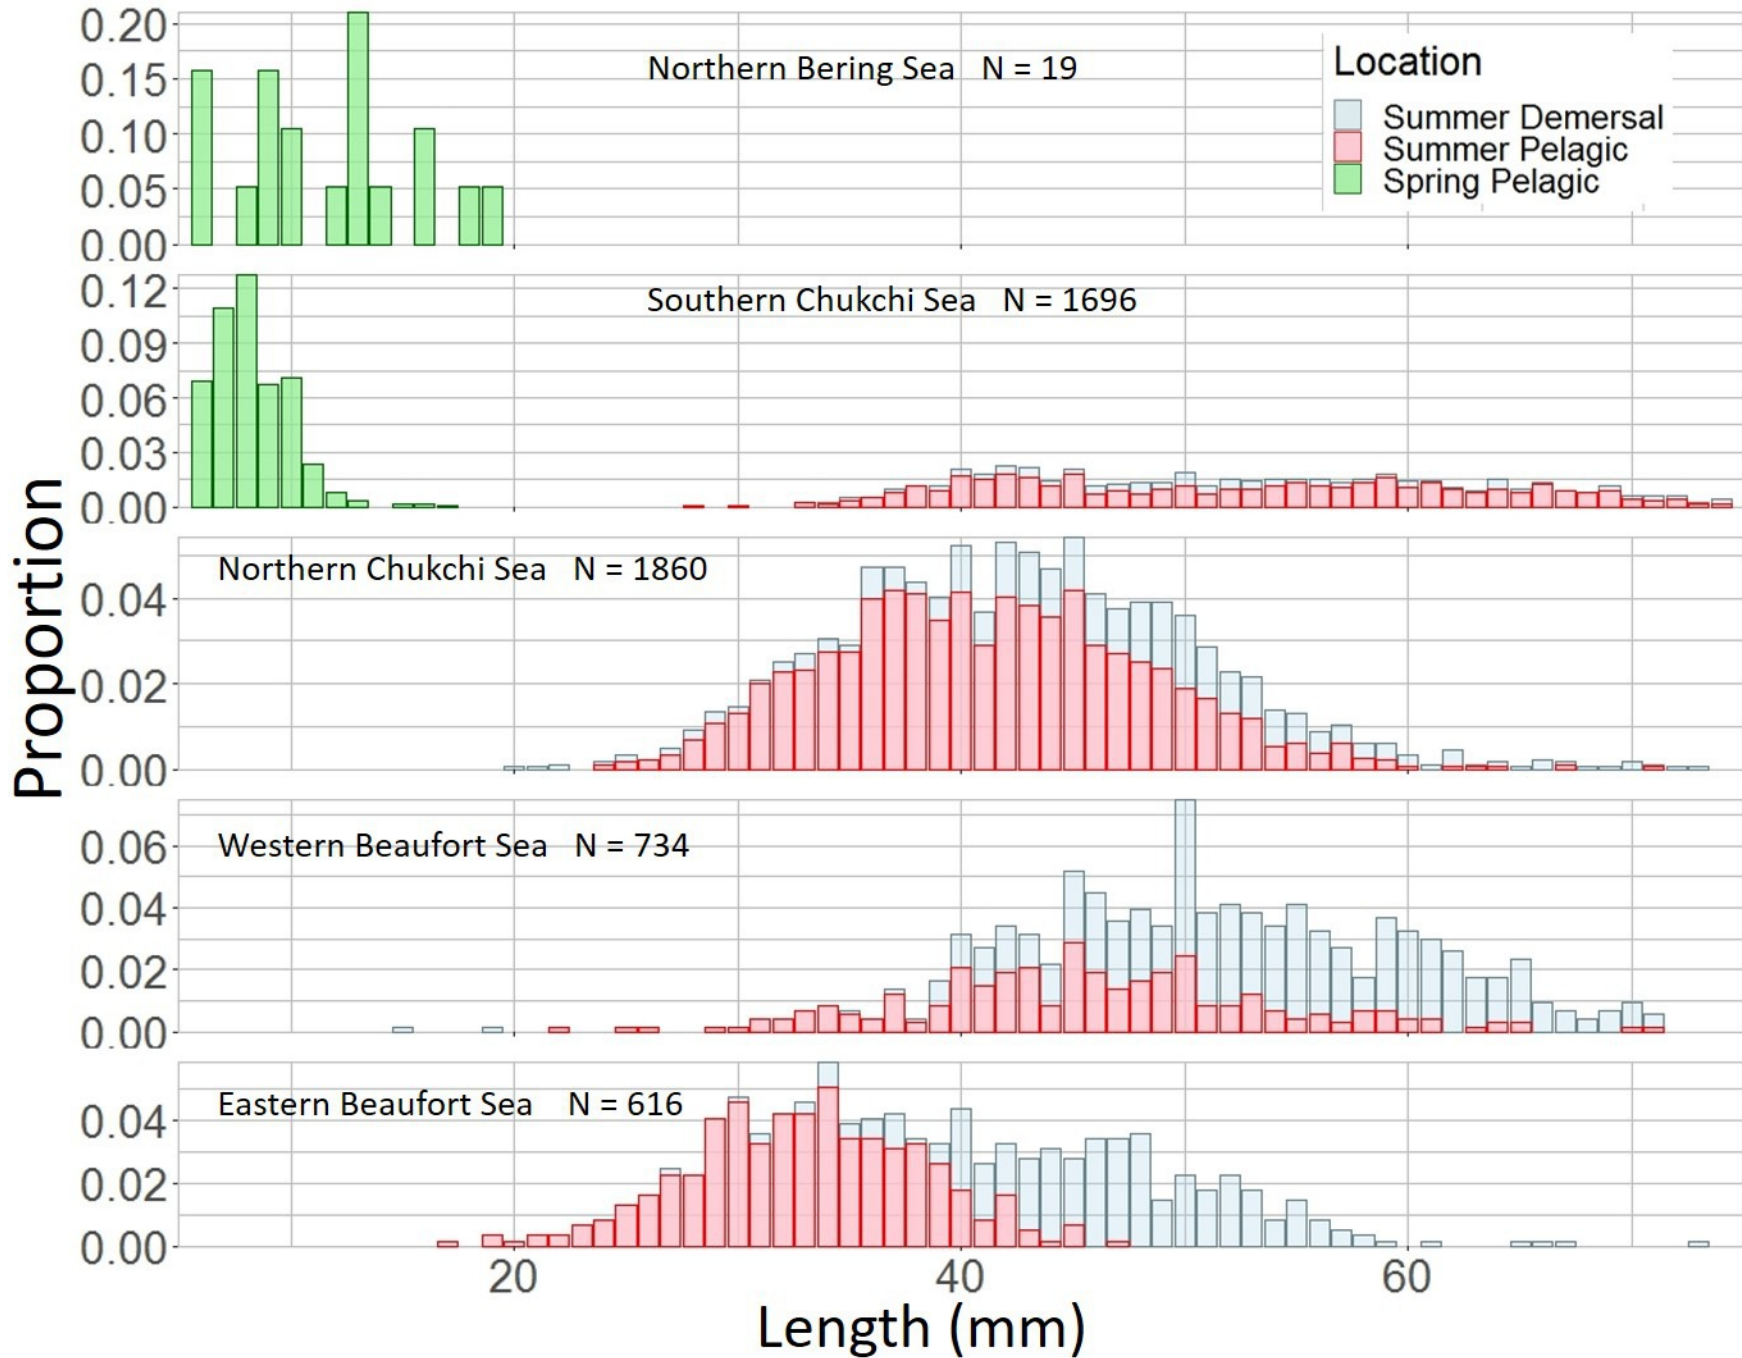 0.20
0.15
0.10
0.05
0.00
Northern Bering Sea N = 19
Location
Summer Demersal
Summer Pelagic
Spring Pelagic
0.12
0.09
0.06
0.03
0.00
Southern Chukchi Sea N = 1696
Proportion
0.04
0.02
0.00
Northern Chukchi Sea N = 1860
0.06
0.04
0.02
0.00
Western Beaufort Sea N = 734
0.04
0.02
0.00
Eastern Beaufort Sea N = 616
20 40 60
Length (mm)